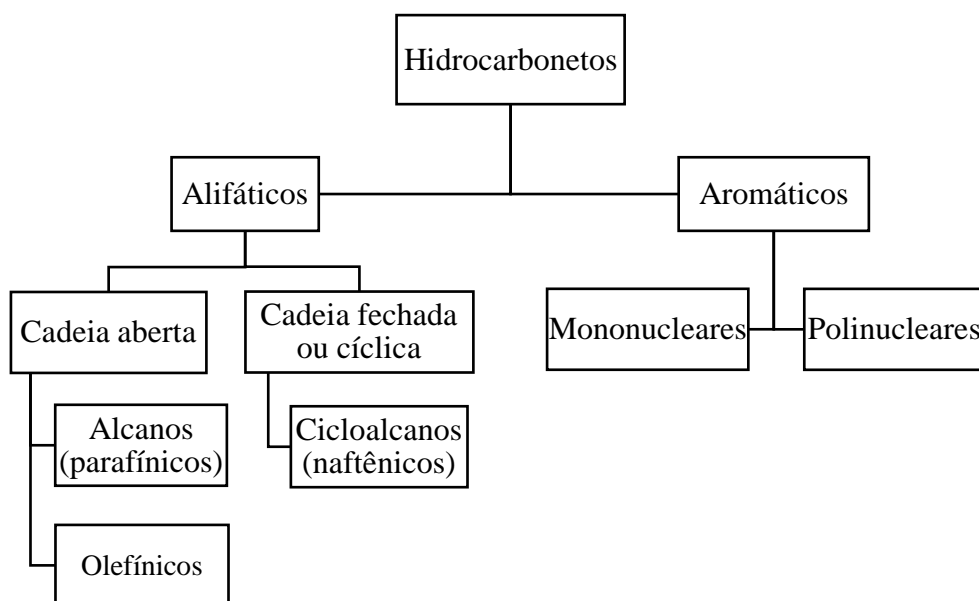 Hidrocarbonetos
Alifáticos
Aromáticos
Cadeia aberta
Cadeia fechada
ou cíclica
Mononucleares
Polinucleares
Alcanos
(parafínicos)
Cicloalcanos
(naftênicos)
Olefínicos